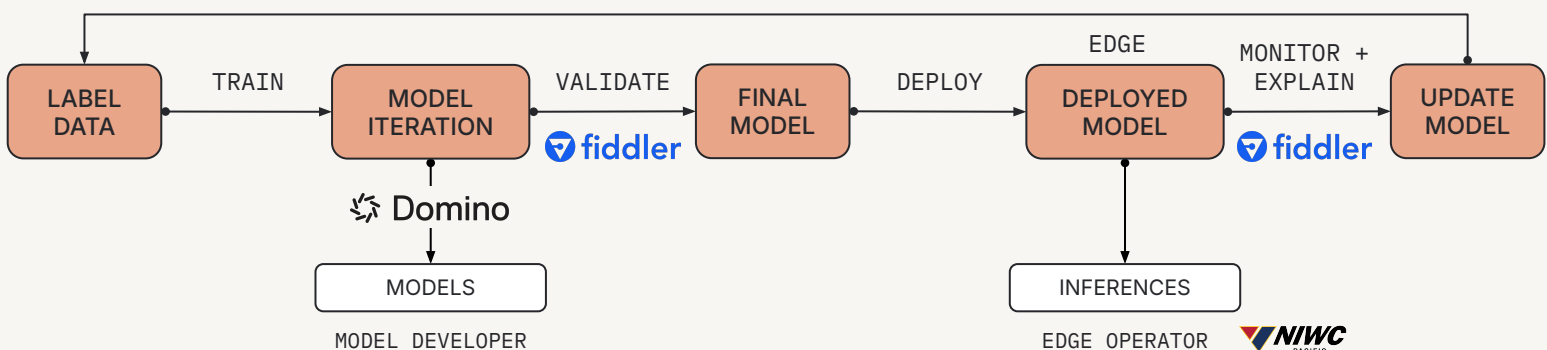 EDGE
MONITOR +
EXPLAIN
TRAIN
VALIDATE
DEPLOY
LABEL
DATA
MODEL
ITERATION
FINAL
MODEL
DEPLOYED
MODEL
UPDATE
MODEL
fiddler
fiddler
Domino
MODELS
INFERENCES
MODEL DEVELOPER
EDGE OPERATOR
NIWC
PACIFIC